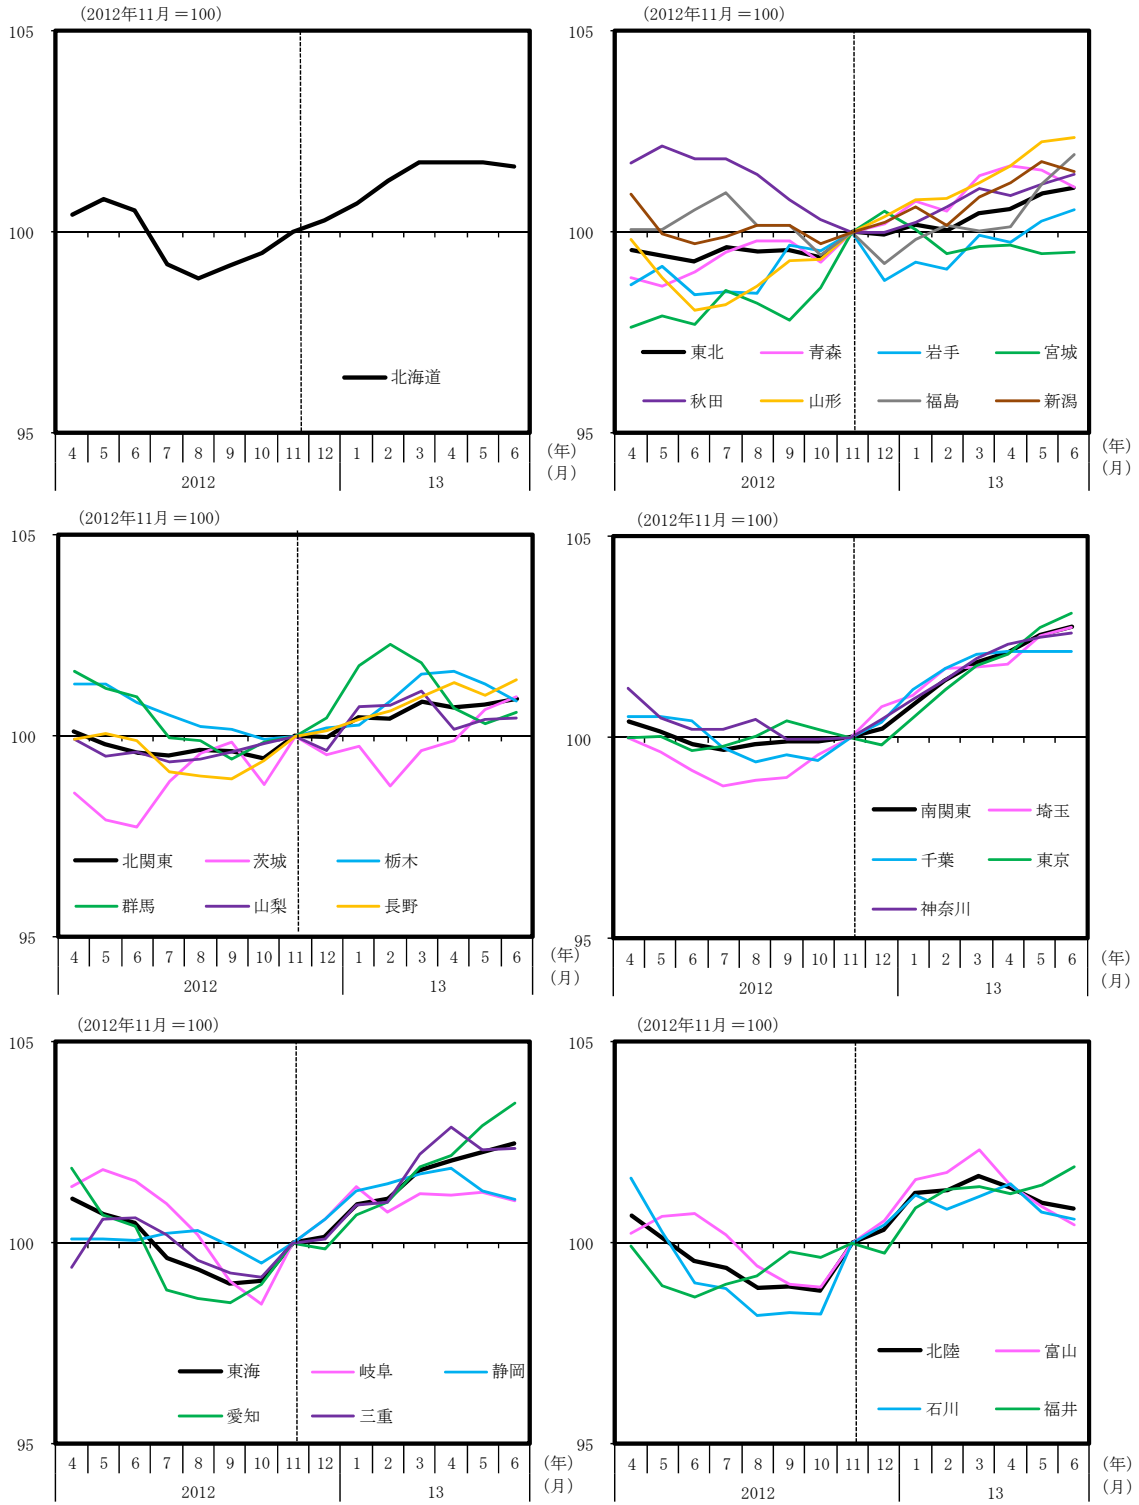 （2012年11月＝100）
105
100
95
北海道
4 5 6 7 8 9 10 11 12 1 2 3 4 5 6
2012 13
（年）
（月）
（2012年11月＝100）
105
100
95
東北 青森 岩手 宮城
秋田 山形 福島 新潟
4 5 6 7 8 9 10 11 12 1 2 3 4 5 6
2012 13
（年）
（月）
（2012年11月＝100）
105
100
95
北関東 茨城 栃木
群馬 山梨 長野
4 5 6 7 8 9 10 11 12 1 2 3 4 5 6
2012 13
（年）
（月）
（2012年11月＝100）
105
100
95
南関東 埼玉
千葉 東京
神奈川
4 5 6 7 8 9 10 11 12 1 2 3 4 5 6
2012 13
（年）
（月）
（2012年11月＝100）
105
100
95
東海 岐阜 静岡
愛知 三重
4 5 6 7 8 9 10 11 12 1 2 3 4 5 6
2012 13
（年）
（月）
（2012年11月＝100）
105
100
95
北陸 富山
石川 福井
4 5 6 7 8 9 10 11 12 1 2 3 4 5 6
2012 13
（年）
（月）